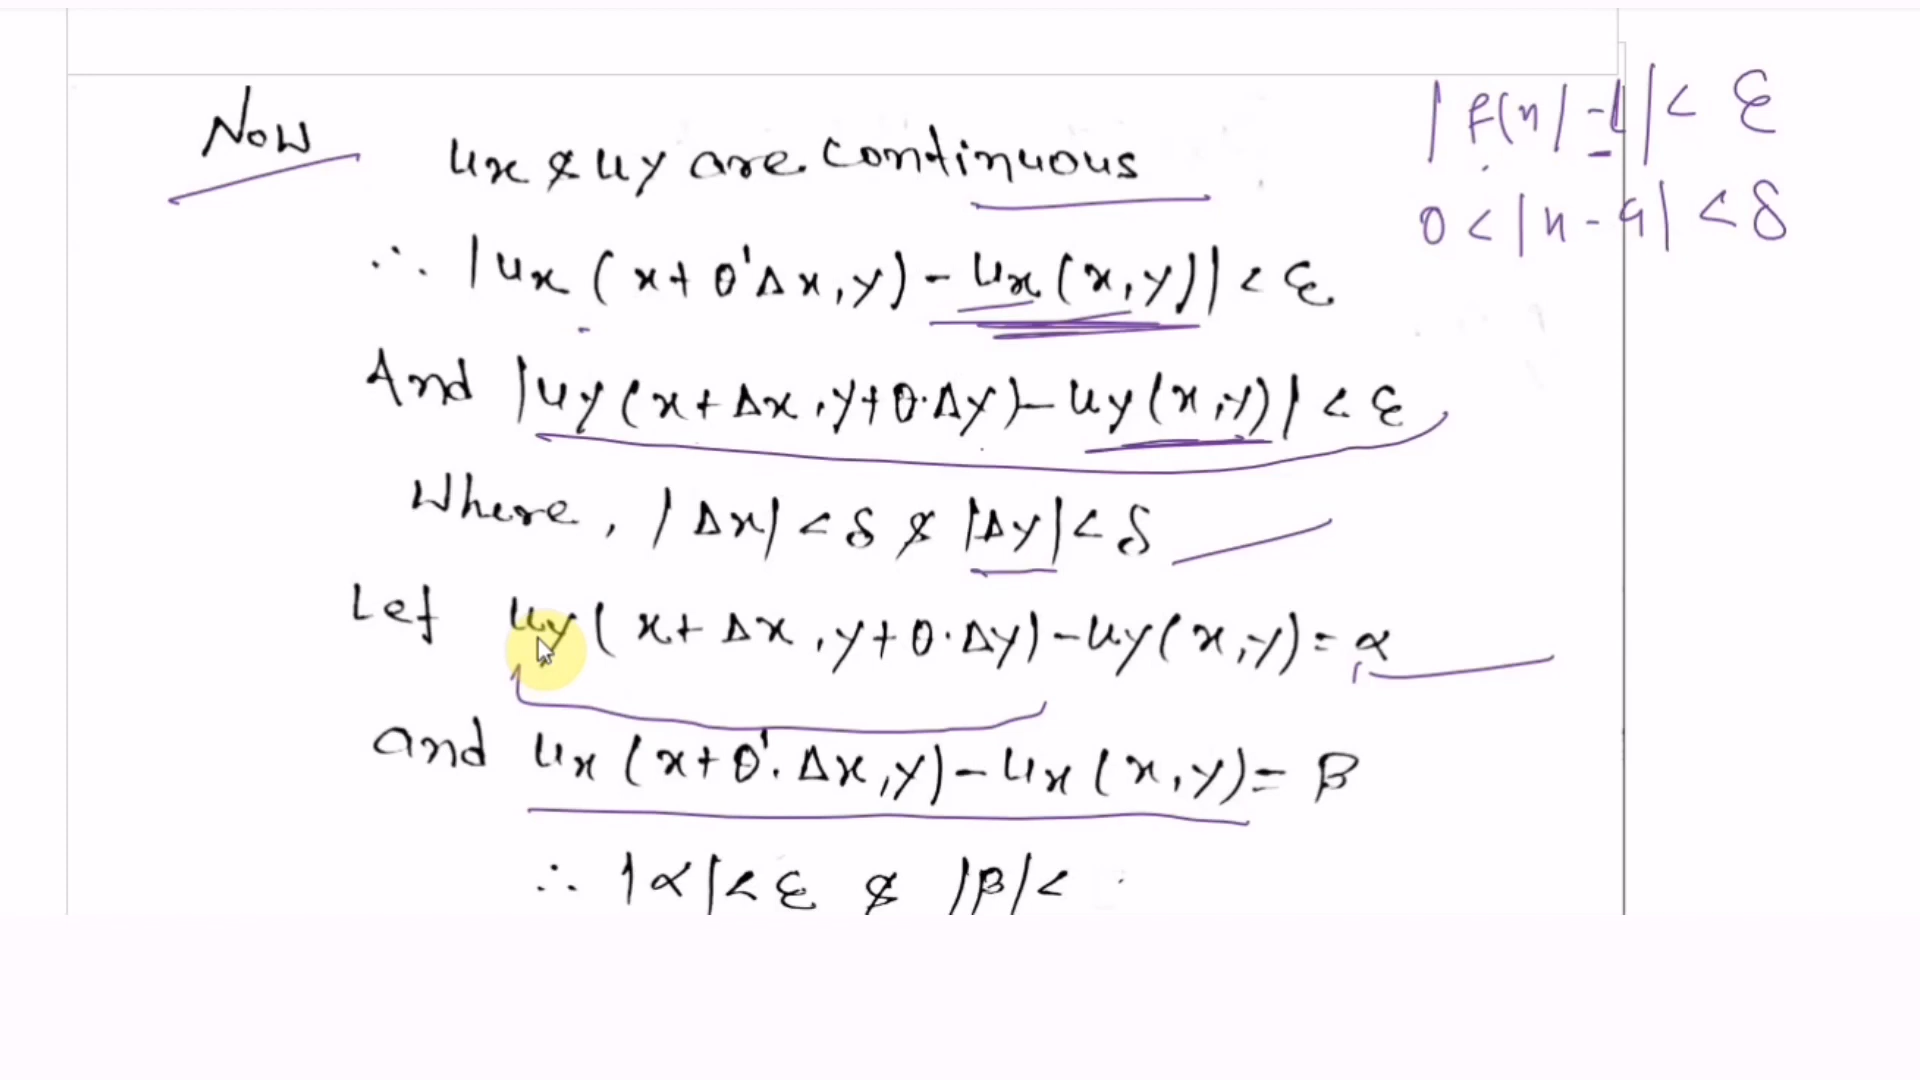 Now
ux & uy are continuous
∴ |ux(x+θ'Δx,y)-ux(x,y)|<ε
And |uy(x+Δx,y+θ·Δy)-uy(x,y)|<ε
Where, |Δx|<δ & |Δy|<δ
Let uy(x+Δx,y+θ·Δy)-uy(x,y)=α
and ux(x+θ'.Δx,y)-ux(x,y)=β
∴ |α|<ε & |β|<
|f(x)-l|<ε
0<|x-a|<δ